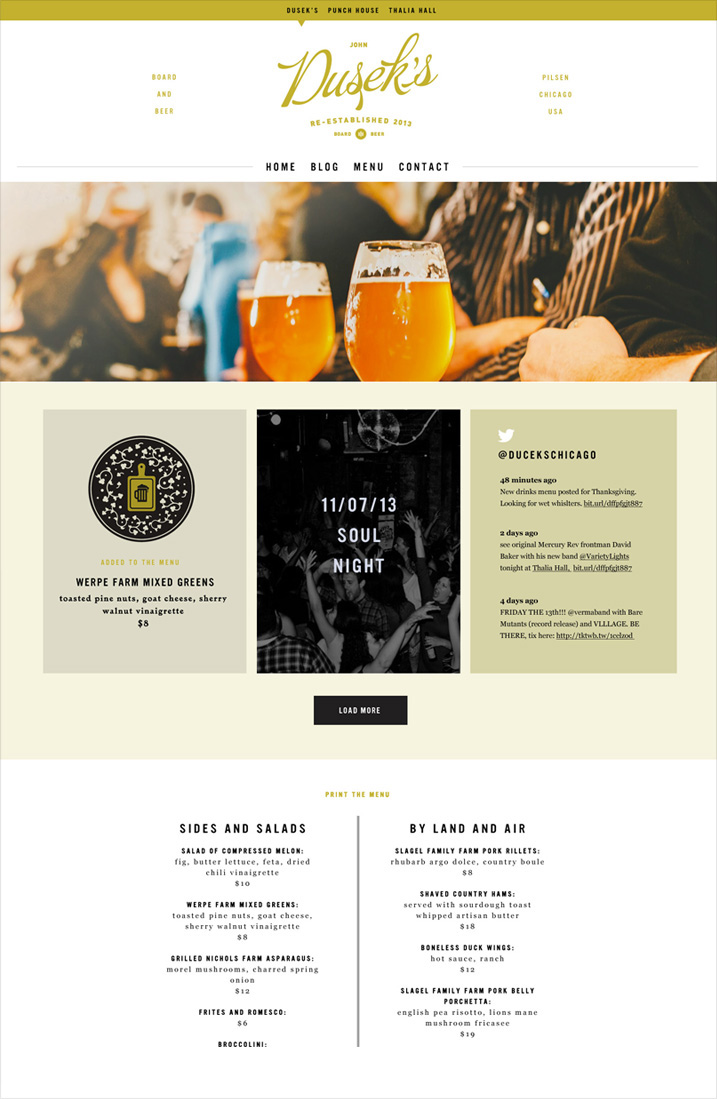 DUSEK'S PUNCH HOUSE THALIA HALL
BOARD
AND
BEER
JOHN
Dusek's
RE-ESTABLISHED 2013
BOARD BEER
PILSEN
CHICAGO
USA
HOME BLOG MENU CONTACT
ADDED TO THE MENU
WERPE FARM MIXED GREENS
toasted pine nuts, goat cheese, sherry
walnut vinaigrette
$8
11/07/13
SOUL
NIGHT
@DUCEKSCHICAGO
48 minutes ago
New drinks menu posted for Thanksgiving.
Looking for wet whislters. bit.url/dffpfgjt887
2 days ago
see original Mercury Rev frontman David
Baker with his new band @VarietyLights
tonight at Thalia Hall, bit.url/dffpfgjt887
4 days ago
FRIDAY THE 13th!!! @vermaband with Bare
Mutants (record release) and VLLLAGE. BE
THERE, tix here: http://tktwb.tw/1cclzod
LOAD MORE
PRINT THE MENU
SIDES AND SALADS
SALAD OF COMPRESSED MELON:
fig, butter lettuce, feta, dried
chili vinaigrette
$10
WERPE FARM MIXED GREENS:
toasted pine nuts, goat cheese,
sherry walnut vinaigrette
$8
GRILLED NICHOLS FARM ASPARAGUS:
morel mushrooms, charred spring
onion
$12
FRITES AND ROMESCO:
$6
BROCCOLINI:
BY LAND AND AIR
SLAGEL FAMILY FARM PORK RILLETS:
rhubarb argo dolce, country boule
$8
SHAVED COUNTRY HAMS:
served with sourdough toast
whipped artisan butter
$18
BONELESS DUCK WINGS:
hot sauce, ranch
$12
SLAGEL FAMILY FARM PORK BELLY
PORCHETTA:
english pea risotto, lions mane
mushroom fricasee
$19